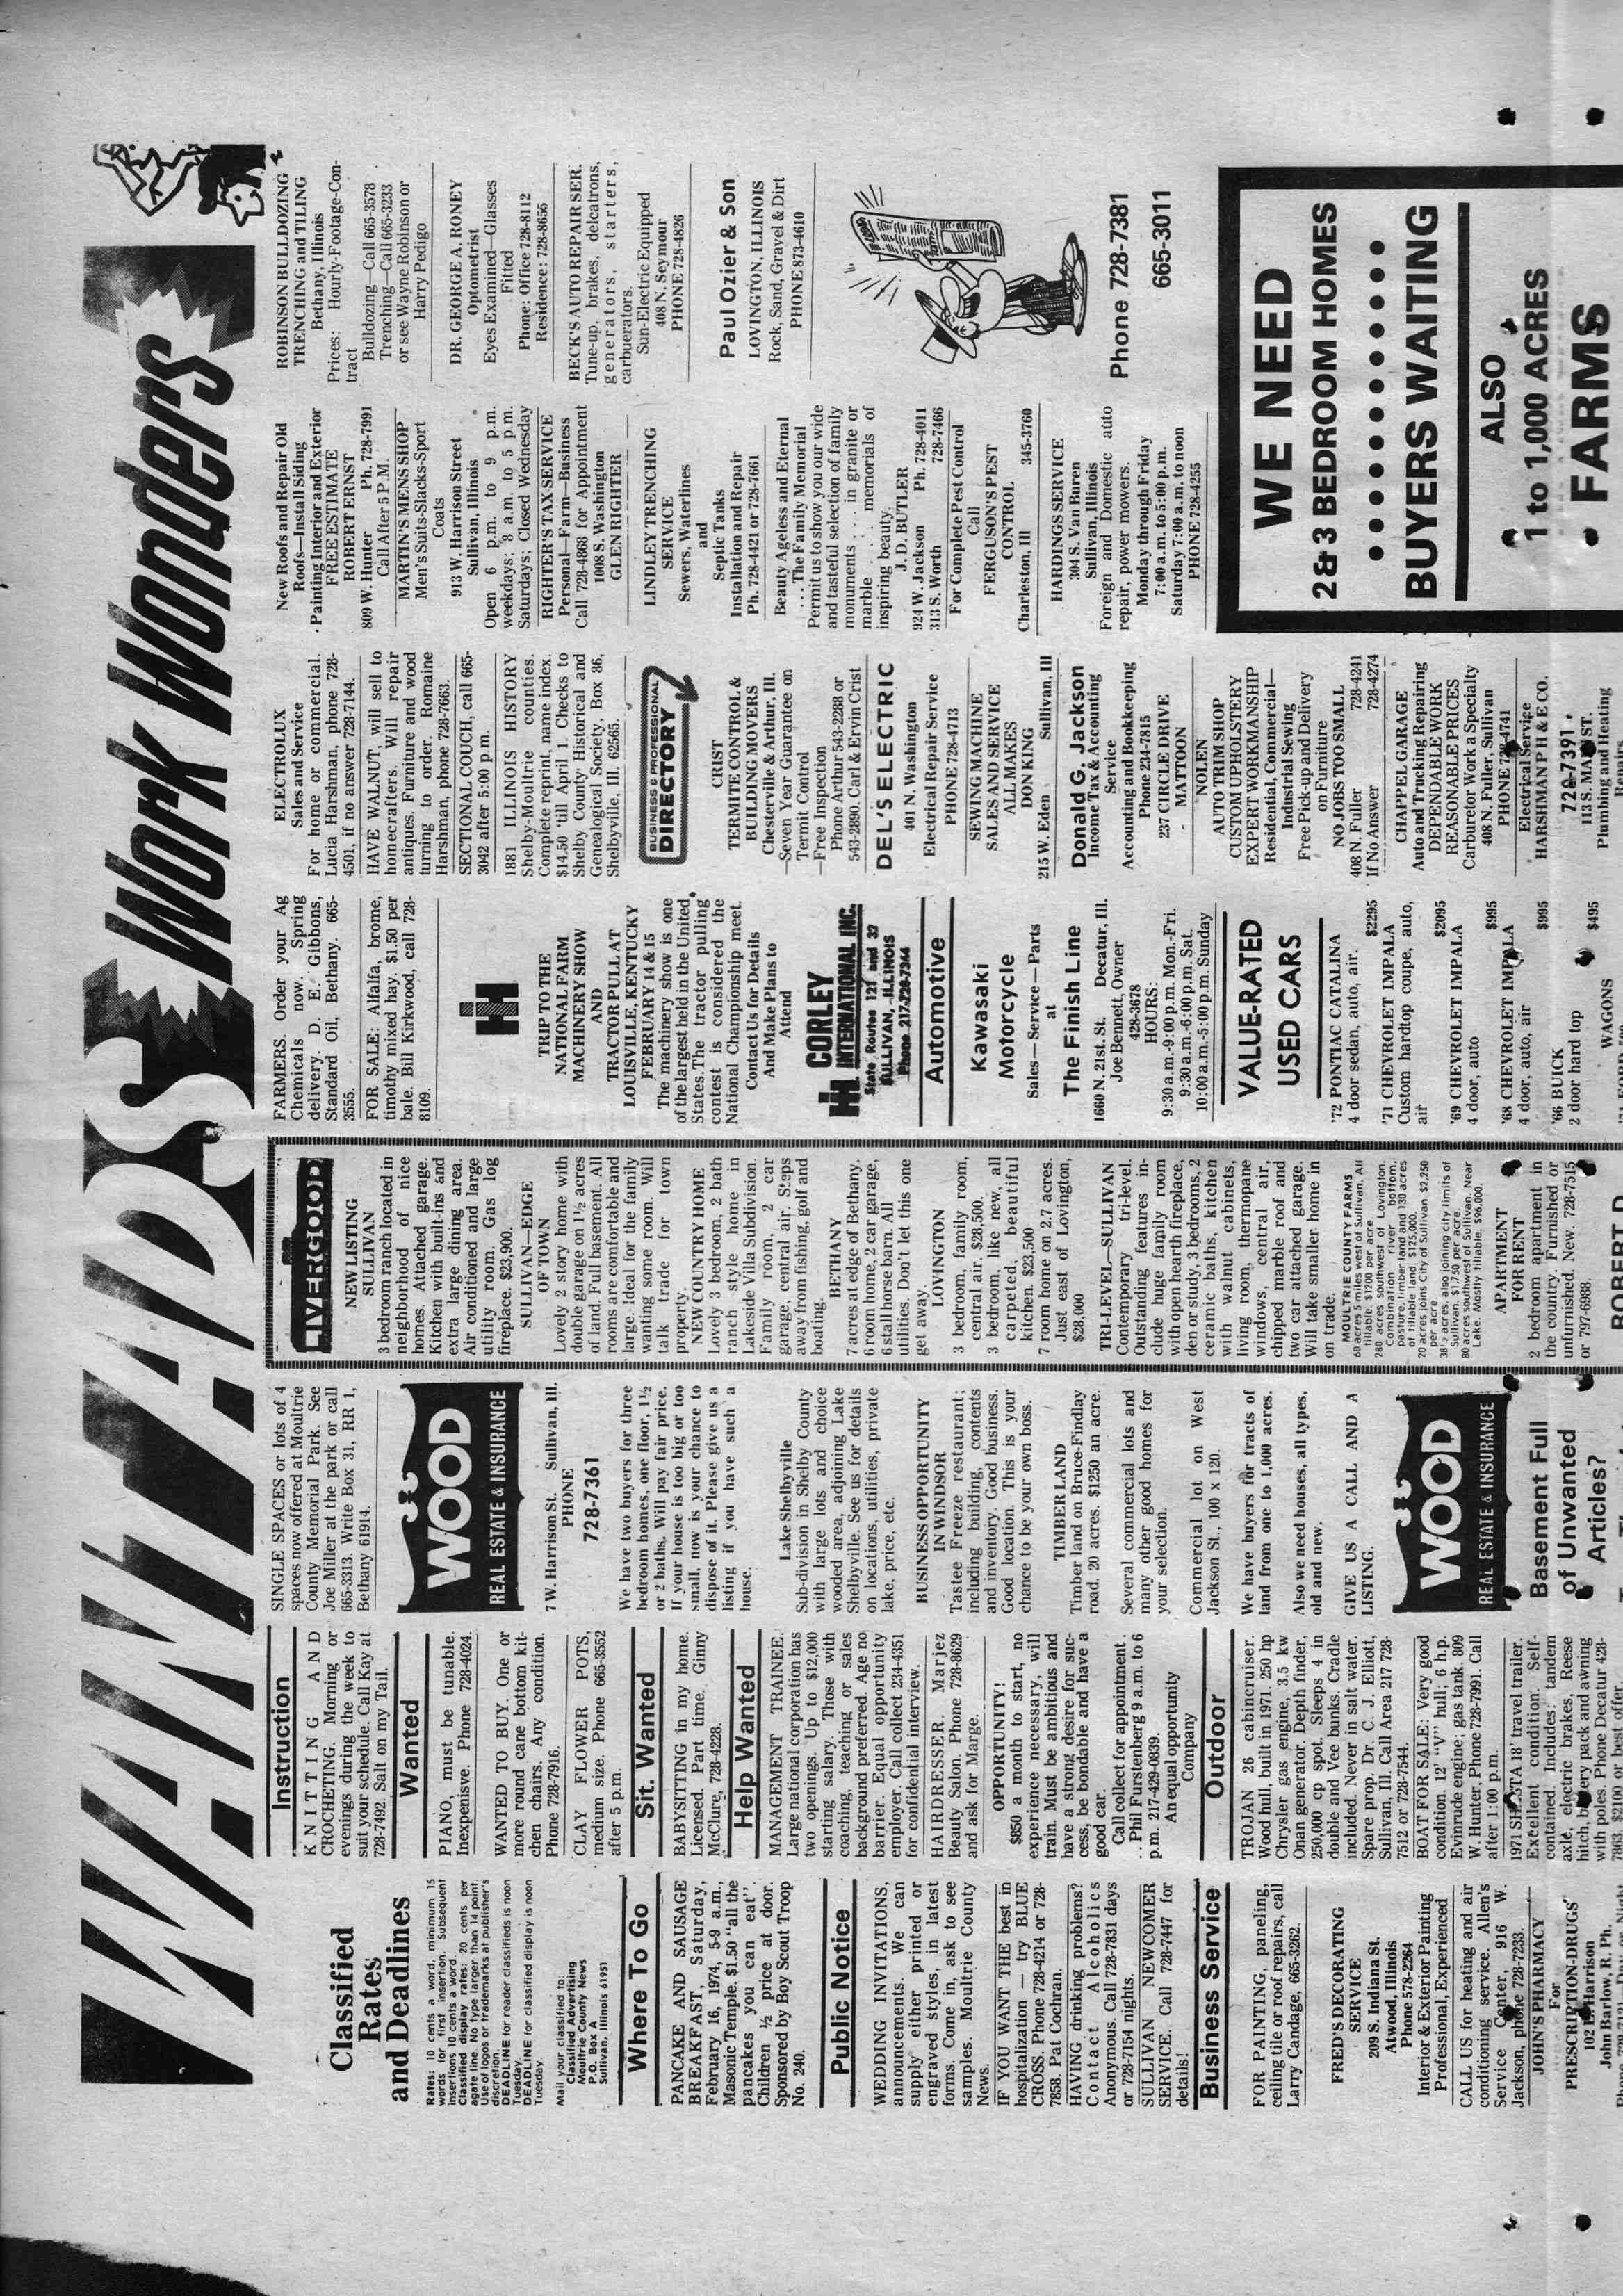 WANT ADS Work Wonders
Classified
Rates
and Deadlines
Rates: 10 cents a word, minimum 15
words for first insertion. Subsequent
insertions 10 cents a word.
Classified display rates: 20 cents per
agate line. No type larger than 14 point.
Use of logos or trademarks at publisher's
discretion.
DEADLINE for reader classifieds is noon
Tuesday.
DEADLINE for classified display is noon
Tuesday.
Mail your classified to:
Classified Advertising
Moultrie County News
P.O. Box A
Sullivan, Illinois 61951
Where To Go
PANCAKE AND SAUSAGE
BREAKFAST, Saturday,
February 16, 1974, 5-9 a.m.,
Masonic Temple. $1.50 "all the
pancakes you can eat".
Children ½ price at door.
Sponsored by Boy Scout Troop
No. 240.
Public Notice
WEDDING INVITATIONS,
announcements. We can
supply either printed or
engraved styles, in latest
forms. Come in, ask to see
samples. Moultrie County
News.
IF YOU WANT THE best in
hospitalization — try BLUE
CROSS. Phone 728-4214 or 728-
7858. Pat Cochran.
HAVING drinking problems?
Contact Alcoholics
Anonymous. Call 728-7831 days
or 728-7154 nights.
SULLIVAN NEWCOMER
SERVICE. Call 728-7447 for
details!
Business Service
FOR PAINTING, paneling,
ceiling tile or roof repairs, call
Larry Candage, 665-3262.
FRED'S DECORATING
SERVICE
209 S. Indiana St.
Atwood, Illinois
Phone 578-2264
Interior & Exterior Painting
Professional, Experienced
CALL US for heating and air
conditioning service. Allen's
Service Center, 916 W.
Jackson, phone 728-7233.
JOHN'S PHARMACY
For
PRESCRIPTION-DRUGS
102 E. Harrison
John Barlow, R. Ph.
Instruction
KNITTING AND
CROCHETING. Morning or
evenings during the week to
suit your schedule. Call Kay at
728-7492. Salt on my Tail.
Wanted
PIANO, must be tunable.
Inexpenisve. Phone 728-4024.
WANTED TO BUY. One or
more round cane bottom kit-
chen chairs. Any condition.
Phone 728-7916.
CLAY FLOWER POTS,
medium size. Phone 665-3552
after 5 p.m.
Sit. Wanted
BABYSITTING in my home.
Licensed. Part time. Ginny
McClure, 728-4228.
Help Wanted
MANAGEMENT TRAINEE.
Large national corporation has
two openings. Up to $12,000
starting salary. Those with
coaching, teaching or sales
background preferred. Age no
barrier. Equal opportunity
employer. Call collect 234-4351
for confidential interview.
HAIRDRESSER. Marjez
Beauty Salon. Phone 728-8629
and ask for Marge.
OPPORTUNITY!
$850 a month to start, no
experience necessary, will
train. Must be ambitious and
have a strong desire for suc-
cess, be bondable and have a
good car.
Call collect for appointment
. . Phil Furstenberg 9 a.m. to 6
p.m. 217-429-0839.
An equal opportunity
Company
Outdoor
TROJAN 26 cabincruiser.
Wood hull, built in 1971. 250 hp
Chrysler gas engine, 3.5 kw
Onan generator. Depth finder,
250,000 cp spot. Sleeps 4 in
double and Vee bunks. Cradle
included. Never in salt water.
Spare prop. Dr. C. J. Elliott,
Sullivan, Ill. Call Area 217 728-
7512 or 728-7544.
BOAT FOR SALE: Very good
condition. 12' "V" hull; 6 h.p.
Evinrude engine; gas tank. 809
W. Hunter, Phone 728-7991. Call
after 1:00 p.m.
1971 SHASTA 18' travel trailer.
Excellent condition. Self-
contained. Includes: tandem
axle, electric brakes, Reese
hitch, battery pack and awning
with poles. Phone Decatur 428-
7863. $2100 or best offer.
SINGLE SPACES or lots of 4
spaces now offered at Moultrie
County Memorial Park. See
Joe Miller at the park or call
665-3313. Write Box 31, RR 1,
Bethany 61914.
WOOD
REAL ESTATE & INSURANCE
7 W. Harrison St. Sullivan, Ill.
PHONE
728-7361
We have two buyers for three
bedroom homes, one floor, 1½
or 2 baths. Will pay fair price.
If your house is too big or too
small, now is your chance to
dispose of it. Please give us a
listing if you have such a
house.
Lake Shelbyville
Sub-division in Shelby County
with large lots and choice
wooded area, adjoining Lake
Shelbyville. See us for details
on locations, utilities, private
lake, price, etc.
BUSINESS OPPORTUNITY
IN WINDSOR
Tastee Freeze restaurant;
including building, contents
and inventory. Good business.
Good location. This is your
chance to be your own boss.
TIMBER LAND
Timber land on Bruce-Findlay
road. 20 acres. $1250 an acre.
Several commercial lots and
many other good homes for
your selection.
Commercial lot on West
Jackson St., 100 x 120.
We have buyers for tracts of
land from one to 1,000 acres.
Also we need houses, all types,
old and new.
GIVE US A CALL AND A
LISTING.
WOOD
REAL ESTATE & INSURANCE
Basement Full
of Unwanted
Articles?
LIVERGOOD
NEW LISTING
SULLIVAN
3 bedroom ranch located in
neighborhood of nice
homes. Attached garage.
Kitchen with built-ins and
extra large dining area.
Air conditioned and large
utility room. Gas log
fireplace. $23,900.
SULLIVAN—EDGE
OF TOWN
Lovely 2 story home with
double garage on 1½ acres
of land. Full basement. All
rooms are comfortable and
large. Ideal for the family
wanting some room. Will
talk trade for town
property.
NEW COUNTRY HOME
Lovely 3 bedroom, 2 bath
ranch style home in
Lakeside Villa Subdivision.
Family room, 2 car
garage, central air. Steps
away from fishing, golf and
boating.
BETHANY
7 acres at edge of Bethany.
6 room home, 2 car garage,
6 stall horse barn. All
utilities. Don't let this one
get away.
LOVINGTON
3 bedroom, family room,
central air. $28,500.
3 bedroom, like new, all
carpeted, beautiful
kitchen. $23,500
7 room home on 2.7 acres.
Just east of Lovington,
$28,000
TRI-LEVEL—SULLIVAN
Contemporary tri-level.
Outstanding features in-
clude huge family room
with open hearth fireplace,
den or study, 3 bedrooms, 2
ceramic baths, kitchen
with walnut cabinets,
living room, thermopane
windows, central air,
chipped marble roof and
two car attached garage.
Will take smaller home in
on trade.
MOULTRIE COUNTY FARMS
60 acres 5 miles west of Sullivan. All
tillable. $1200 per acre.
280 acres southwest of Lovington.
Combination river bottom,
pasture, timber land and 130 acres
of tillable land. $125,000.
20 acres joins City of Sullivan $2,250
per acre
38½ acres, also joining city limits of
Sullivan. $1750 per acre.
80 acres southwest of Sullivan. Near
Lake. Mostly tillable. $96,000.
APARTMENT
FOR RENT
2 bedroom apartment in
the country. Furnished or
unfurnished. New. 728-7515
or 797-6988.
ROBERT D.
FARMERS. Order your Ag
Chemicals now. Spring
delivery. D. E. Gibbons,
Standard Oil, Bethany. 665-
3555.
FOR SALE: Alfalfa, brome,
timothy mixed hay. $1.50 per
bale. Bill Kirkwood, call 728-
8109.
TRIP TO THE
NATIONAL FARM
MACHINERY SHOW
AND
TRACTOR PULL AT
LOUISVILLE, KENTUCKY
FEBRUARY 14 & 15
The machinery show is one
of the largest held in the United
States. The tractor pulling
contest is considered the
National Championship meet.
Contact Us for Details
And Make Plans to
Attend
CORLEY
INTERNATIONAL INC.
State Routes 121 and 32
SULLIVAN, ILLINOIS
Phone 217-728-7344
Automotive
Kawasaki
Motorcycle
Sales—Service—Parts
at
The Finish Line
1660 N. 21st. St. Decatur, Ill.
Joe Bennett, Owner
428-3678
HOURS:
9:30 a.m.-9:00 p.m. Mon.-Fri.
9:30 a.m.-6:00 p.m. Sat.
10:00 a.m.-5:00 p.m. Sunday
VALUE-RATED
USED CARS
'72 PONTIAC CATALINA
4 door sedan, auto, air.
$2295
'71 CHEVROLET IMPALA
Custom hardtop coupe, auto,
air
$2095
'69 CHEVROLET IMPALA
4 door, auto
$995
'68 CHEVROLET IMPALA
4 door, auto, air
$995
'66 BUICK
2 door hard top
$495
WAGONS
ELECTROLUX
Sales and Service
For home or commercial.
Lucia Harshman, phone 728-
4501, if no answer 728-7144.
HAVE WALNUT, will sell to
homecrafters. Will repair
antiques. Furniture and wood
turning to order. Romaine
Harshman, phone 728-7663.
SECTIONAL COUCH, call 665-
3042 after 5:00 p.m.
1881 ILLINOIS HISTORY
Shelby-Moultrie counties.
Complete reprint, name index.
$14.50 'till April 1. Checks to
Shelby County Historical and
Genealogical Society, Box 86,
Shelbyville, Ill. 62565.
BUSINESS & PROFESSIONAL
DIRECTORY
CRIST
TERMITE CONTROL &
BUILDING MOVERS
Chesterville & Arthur, Ill.
—Seven Year Guarantee on
Termit Control
—Free Inspection
Phone Arthur 543-2288 or
543-2890. Carl & Ervin Crist
DEL'S ELECTRIC
401 N. Washington
Electrical Repair Service
PHONE 728-4713
SEWING MACHINE
SALES AND SERVICE
ALL MAKES
DON KING
215 W. Eden Sullivan, Ill
Donald G. Jackson
Income Tax & Accounting
Service
Accounting and Bookkeeping
Phone 234-7815
237 CIRCLE DRIVE
MATTOON
NOLEN
AUTO TRIM SHOP
CUSTOM UPHOLSTERY
EXPERT WORKMANSHIP
Residential, Commercial—
Industrial Sewing
Free Pick-up and Delivery
on Furniture
NO JOBS TOO SMALL
408 N. Fuller 728-4241
If No Answer 728-4274
CHAPPEL GARAGE
Auto and Trucking Repairing
DEPENDABLE WORK
REASONABLE PRICES
Carburetor Work a Specialty
408 N. Fuller, Sullivan
PHONE 728-4741
Electrical Service
HARSHMAN P H & E CO.
728-7391
113 S. MAIN ST.
Plumbing and Heating
Repairs
New Roofs and Repair Old
Roofs—Install Siding
Painting Interior and Exterior
FREE ESTIMATE
ROBERT ERNST
809 W. Hunter Ph. 728-7991
Call After 5 P.M.
MARTIN'S MENS SHOP
Men's Suits-Slacks-Sport
Coats
913 W. Harrison Street
Sullivan, Illinois
Open 6 p.m. to 9 p.m.
weekdays; 8 a.m. to 5 p.m.
Saturdays; Closed Wednesday
RIGHTER'S TAX SERVICE
Personal—Farm—Business
Call 728-4868 for Appointment
1008 S. Washington
GLEN RIGHTER
LINDLEY TRENCHING
SERVICE
Sewers, Waterlines
and
Septic Tanks
Installation and Repair
Ph. 728-4421 or 728-7661
Beauty Ageless and Eternal
. . . The Family Memorial
Permit us to show you our wide
and tasteful selection of family
monuments . . . in granite or
marble . . . memorials of
inspiring beauty.
J. D. BUTLER
924 W. Jackson Ph. 728-4011
313 S. Worth 728-7466
For Complete Pest Control
Call
FERGUSON'S PEST
CONTROL
Charleston, Ill 345-3760
HARDINGS SERVICE
304 S. Van Buren
Sullivan, Illinois
Foreign and Domestic auto
repair, power mowers.
Monday through Friday
7:00 a.m. to 5:00 p.m.
Saturday 7:00 a.m. to noon
PHONE 728-4255
ROBINSON BULLDOZING
TRENCHING and TILING
Bethany, Illinois
Prices: Hourly-Footage-Con-
tract
Bulldozing—Call 665-3578
Trenching—Call 665-3233
or see Wayne Robinson or
Harry Pedigo
DR. GEORGE A. RONEY
Optometrist
Eyes Examined—Glasses
Fitted
Phone: Office 728-8112
Residence: 728-8656
BECK'S AUTO REPAIR SER.
Tune-up, brakes, delcatrons,
generators, starters,
carbuerators.
Sun-Electric Equipped
408 N. Seymour
PHONE 728-4826
Paul Ozier & Son
LOVINGTON, ILLINOIS
Rock, Sand, Gravel & Dirt
PHONE 873-4610
Phone 728-7381
665-3011
WE NEED
2 & 3 BEDROOM HOMES
BUYERS WAITING
ALSO
1 to 1,000 ACRES
FARMS